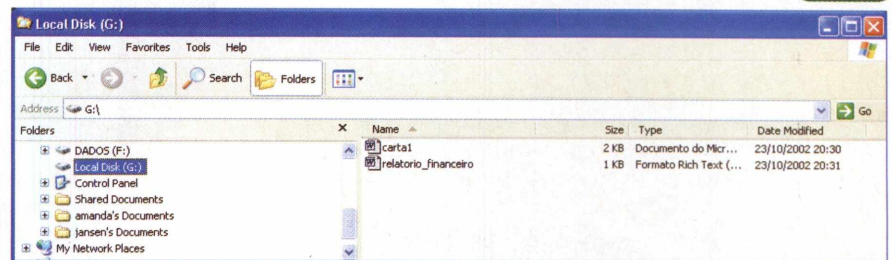 Local Disk (G:)
File Edit View Favorites Tools Help
Back Search Folders
Address G:\ Go
Folders
DADOS (F:)
Local Disk (G:)
Control Panel
Shared Documents
amanda's Documents
jansen's Documents
My Network Places
Name Size Type Date Modified
carta1 2 KB Documento do Micr... 23/10/2002 20:30
relatorio_financeiro 1 KB Formato Rich Text (... 23/10/2002 20:31